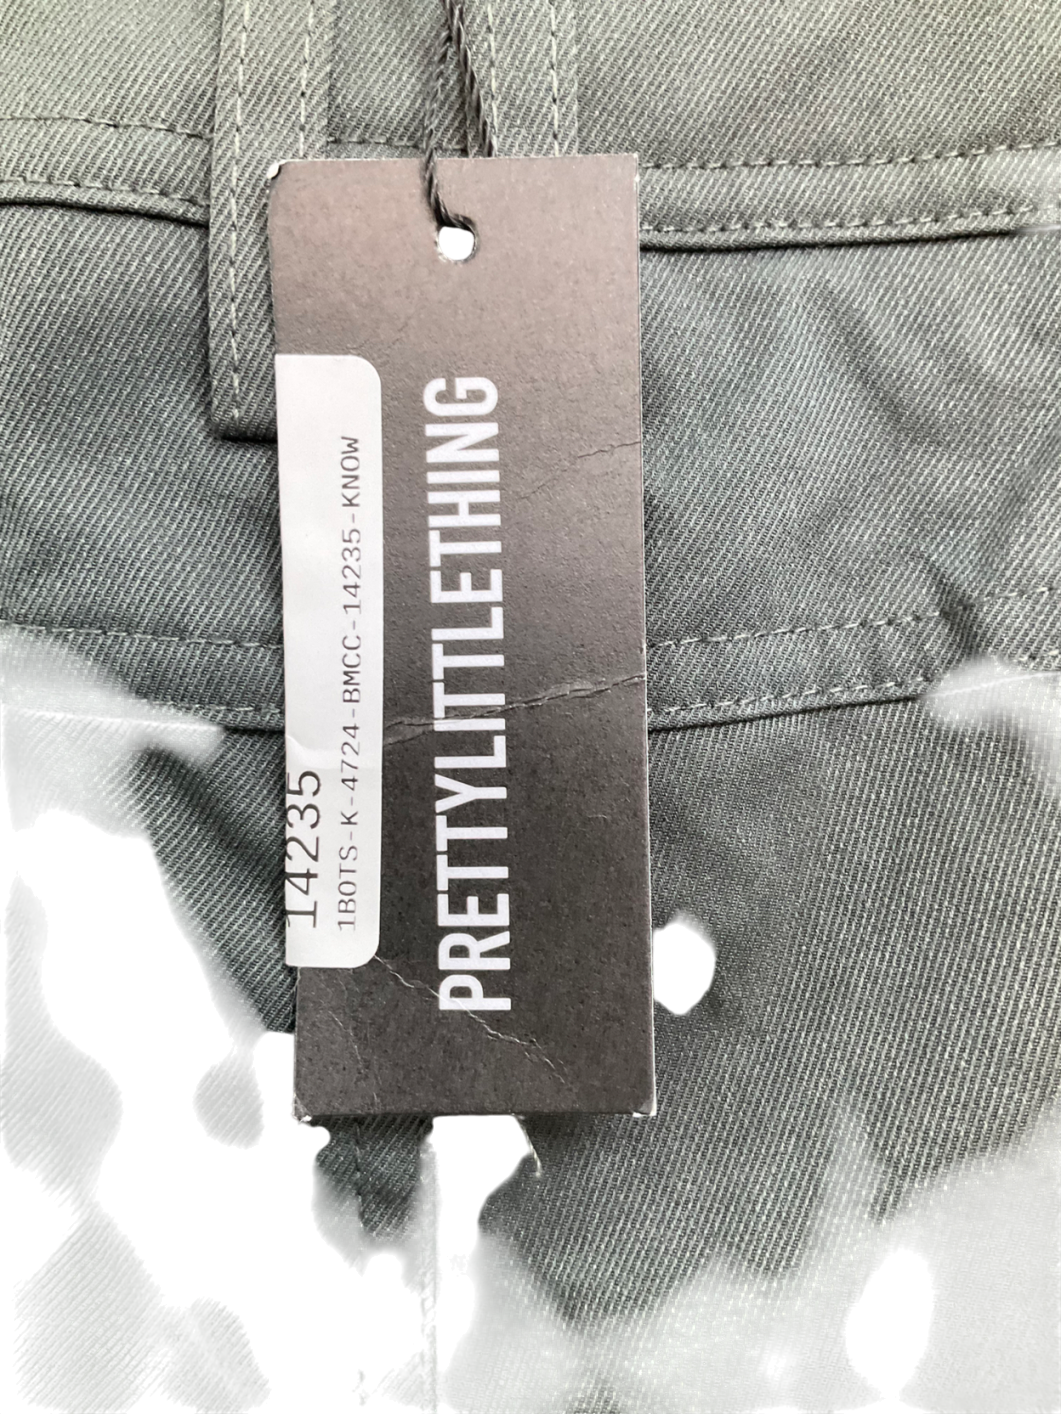 14235
1BOTS-K-4724-BMCC-14235-KNOW
PRETTYLITTLETHING